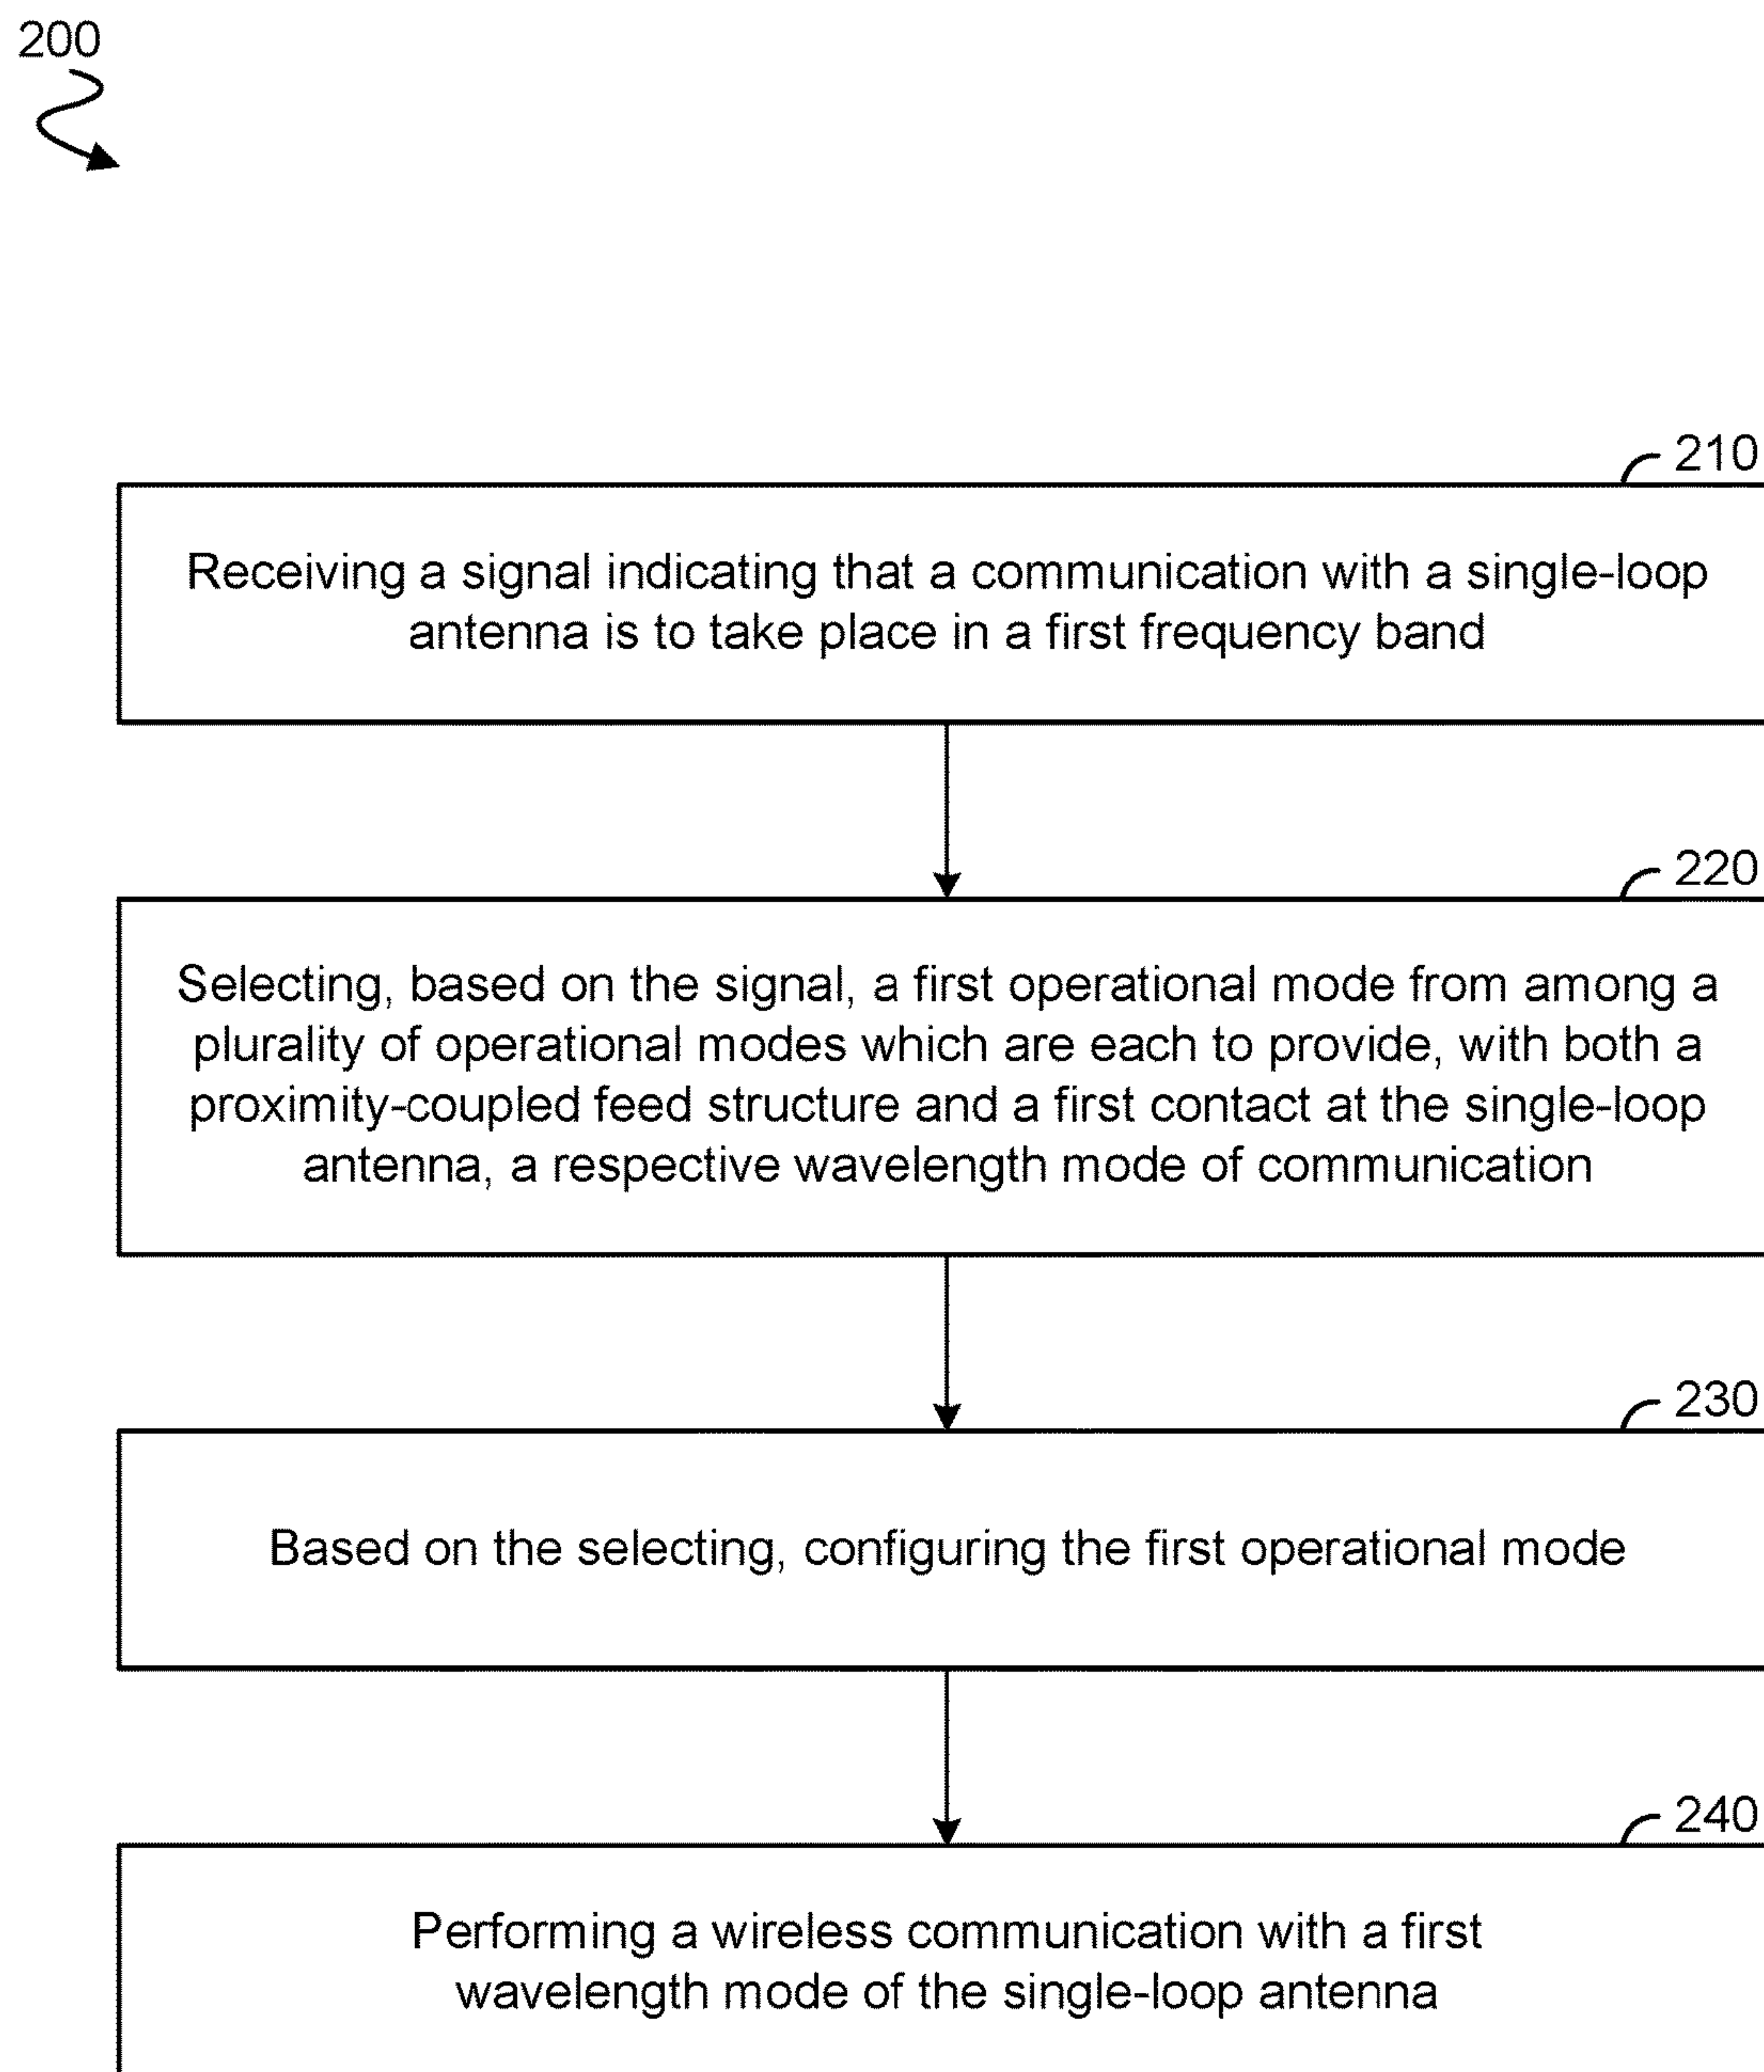 200
210
Receiving a signal indicating that a communication with a single-loop
antenna is to take place in a first frequency band
220
Selecting, based on the signal, a first operational mode from among a
plurality of operational modes which are each to provide, with both a
proximity-coupled feed structure and a first contact at the single-loop
antenna, a respective wavelength mode of communication
230
Based on the selecting, configuring the first operational mode
240
Performing a wireless communication with a first
wavelength mode of the single-loop antenna